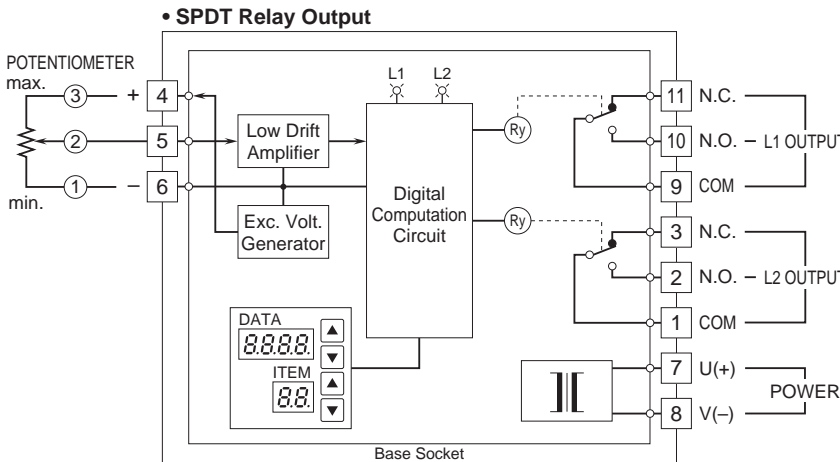 • SPDT Relay Output
POTENTIOMETER
max.
3
+
4
2
5
1
−
6
min.
Low Drift
Amplifier
Exc. Volt.
Generator
L1
L2
Digital
Computation
Circuit
Ry
Ry
DATA
8.8.8.8.
ITEM
8.8.
11 N.C.
10 N.O.
L1 OUTPUT
9 COM
3 N.C.
2 N.O.
L2 OUTPUT
1 COM
7 U(+)
POWER
8 V(–)
Base Socket